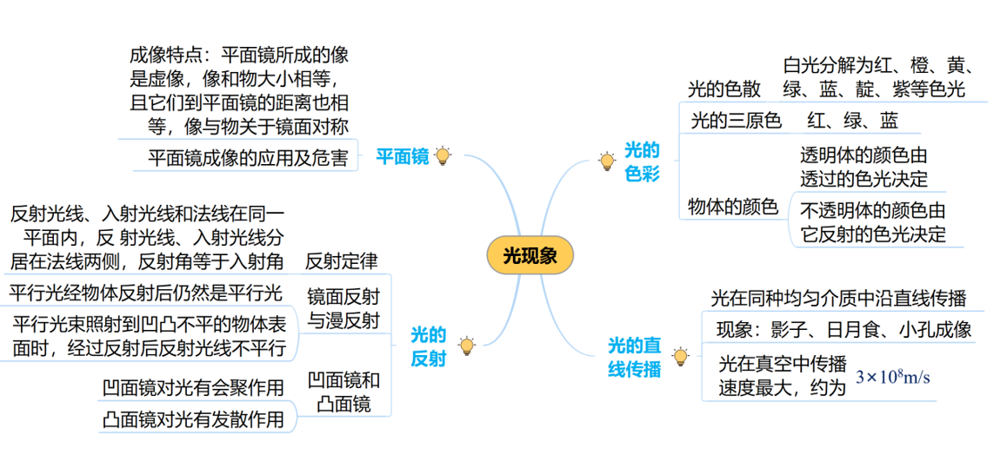 光现象
平面镜
成像特点：平面镜所成的像
是虚像，像和物大小相等，
且它们到平面镜的距离也相
等，像与物关于镜面对称
平面镜成像的应用及危害
光的
反射
反射定律
反射光线、入射光线和法线在同一
平面内，反 射光线、入射光线分
居在法线两侧，反射角等于入射角
镜面反射
与漫反射
平行光经物体反射后仍然是平行光
平行光束照射到凹凸不平的物体表
面时，经过反射后反射光线不平行
凹面镜和
凸面镜
凹面镜对光有会聚作用
凸面镜对光有发散作用
光的
色彩
光的色散
白光分解为红、橙、黄、
绿、蓝、靛、紫等色光
光的三原色
红、绿、蓝
物体的颜色
透明体的颜色由
透过的色光决定
不透明体的颜色由
它反射的色光决定
光的直
线传播
光在同种均匀介质中沿直线传播
现象：影子、日月食、小孔成像
光在真空中传播
速度最大，约为 3×10⁸m/s